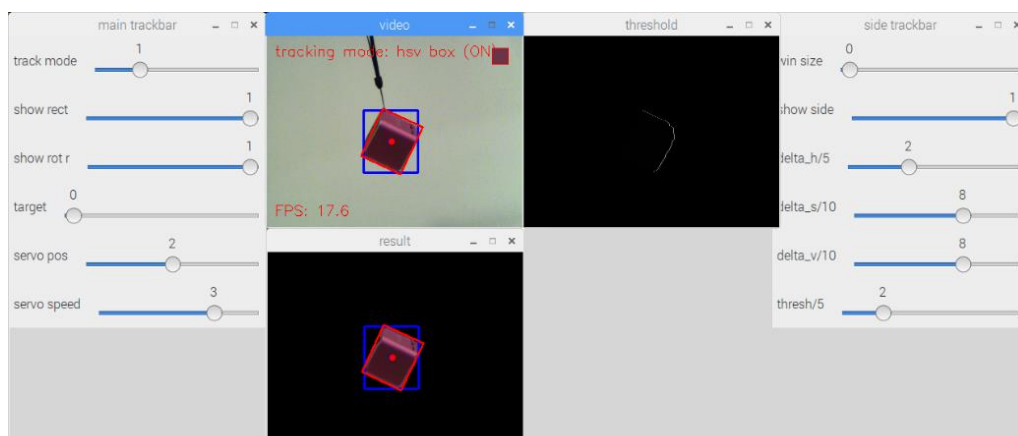 main trackbar
track mode
1
show rect
1
show rot r
1
target
0
servo pos
2
servo speed
3
video
tracking mode: hsv box (ON)
FPS: 17.6
result
threshold
side trackbar
win size
0
show side
1
delta_h/5
2
delta_s/10
8
delta_v/10
8
thresh/5
2